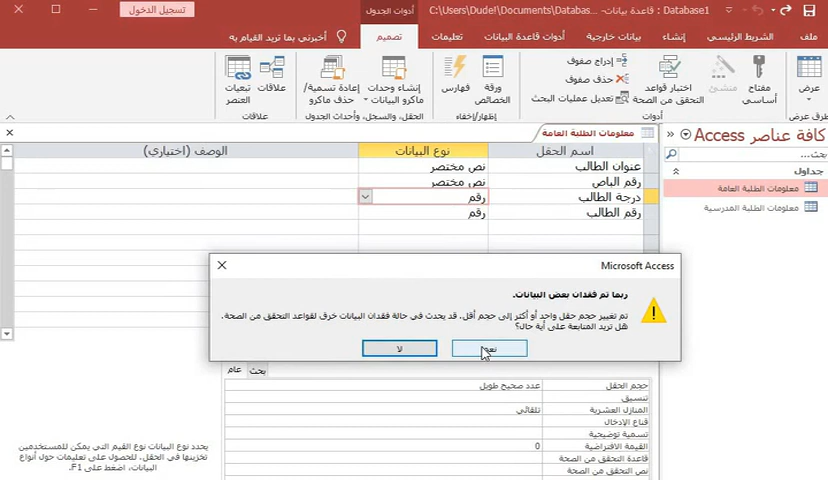 Database1 : قاعدة بيانات- C:\Users\Dude!\Documents\Databas...
أدوات الجدول
تسجيل الدخول
ملف
الشريط الرئيسي
إنشاء
بيانات خارجية
أدوات قاعدة البيانات
تعليمات
تصميم
أخبرني بما تريد القيام به
عرض
مفتاح أساسي
منشئ
اختبار قواعد التحقق من الصحة
إدراج صفوف
حذف صفوف
تعديل عمليات البحث
ورقة الخصائص
فهارس
إنشاء وحدات ماكرو البيانات
إعادة تسمية/ حذف ماكرو
علاقات
تبعيات العنصر
طرق عرض
أدوات
إظهار/إخفاء
الحقل، والسجل، وأحداث الجدول
علاقات
كافة عناصر Access
بحث...
جداول
معلومات الطلبة العامة
معلومات الطلبة المدرسية
معلومات الطلبة العامة
اسم الحقل
نوع البيانات
الوصف (اختياري)
عنوان الطالب
نص مختصر
رقم الباص
نص مختصر
درجة الطالب
رقم
رقم الطالب
رقم
Microsoft Access
ربما تم فقدان بعض البيانات.
تم تغيير حجم حقل واحد أو أكثر إلى حجم أقل. قد يحدث في حالة فقدان البيانات خرق لقواعد التحقق من الصحة.
هل تريد المتابعة على أية حال؟
نعم
لا
عام
بحث
حجم الحقل
عدد صحيح طويل
تنسيق
المنازل العشرية
تلقائي
قناع الإدخال
تسمية توضيحية
القيمة الافتراضية
0
قاعدة التحقق من الصحة
نص التحقق من الصحة
يحدد نوع البيانات نوع القيم التي يمكن للمستخدمين
تخزينها في الحقل. للحصول على تعليمات حول أنواع
البيانات، اضغط على F1.